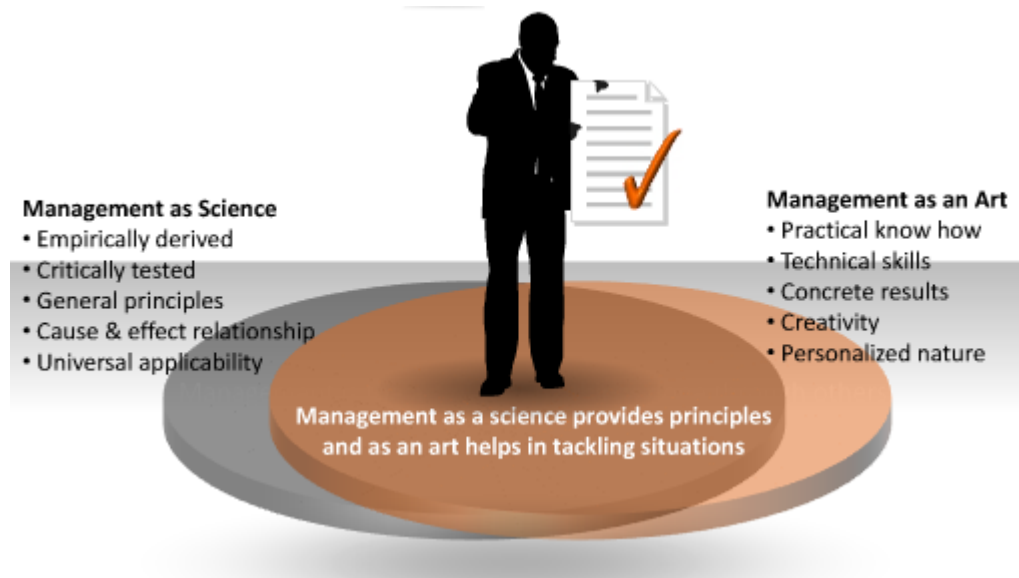 Management as Science
• Empirically derived
• Critically tested
• General principles
• Cause & effect relationship
• Universal applicability
Management as an Art
• Practical know how
• Technical skills
• Concrete results
• Creativity
• Personalized nature
Management as a science provides principles
and as an art helps in tackling situations